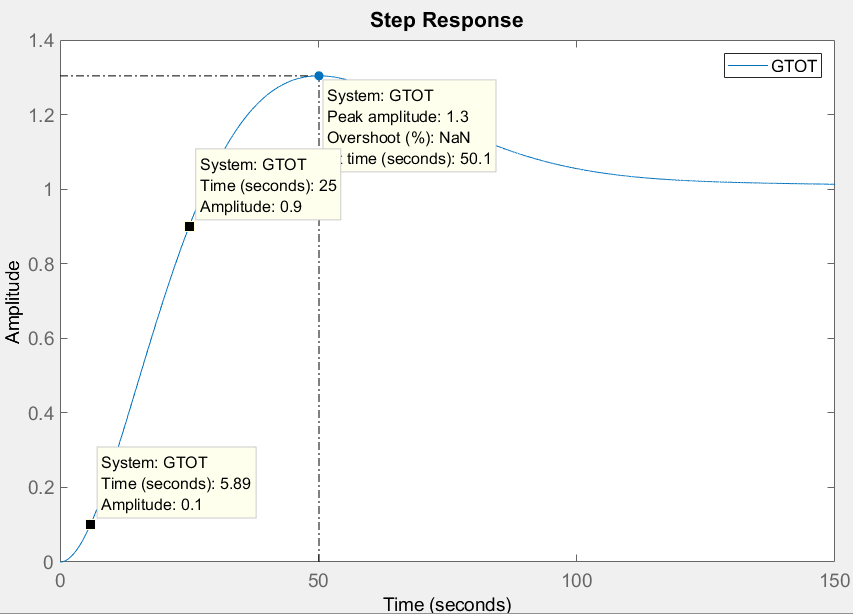 Step Response
1.4
1.2
1
0.8
0.6
0.4
0.2
0
Amplitude
GTOT
System: GTOT
Peak amplitude: 1.3
Overshoot (%): NaN
time (seconds): 50.1
System: GTOT
Time (seconds): 25
Amplitude: 0.9
System: GTOT
Time (seconds): 5.89
Amplitude: 0.1
0
50
100
150
Time (seconds)